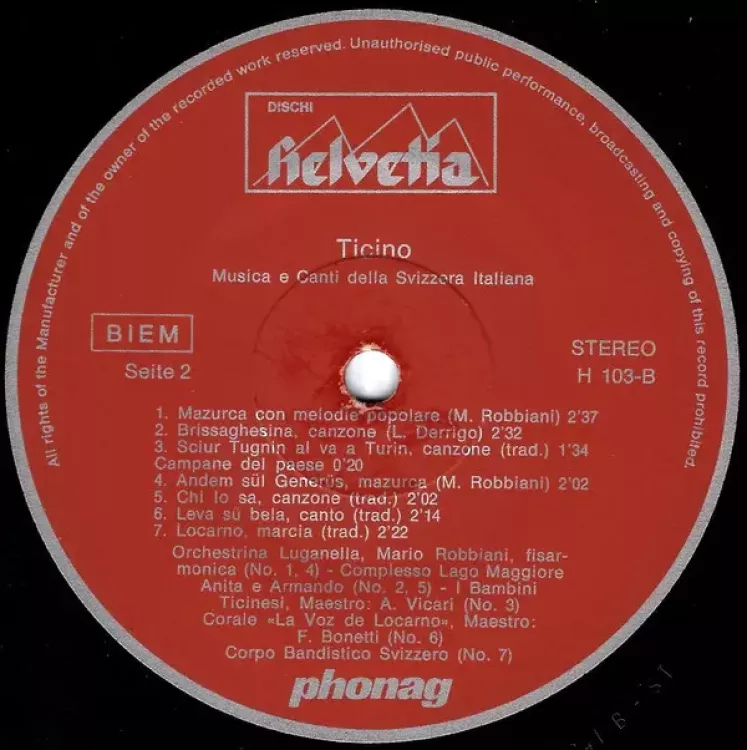 All rights of the Manufacturer and of the owner of the recorded work reserved. Unauthorised public performance, broadcasting and copying of this record prohibited.
DISCHI
Helvetia
Ticino
Musica e Canti della Svizzera Italiana
BIEM
Seite 2
STEREO
H 103-B
1. Mazurca con melodie popolare (M. Robbiani) 2'37
2. Brissaghesina, canzone (L. Derrigo) 2'32
3. Sciur Tugnin al va a Turin, canzone (trad.) 1'34
Campane del paese 0'20
4. Andem sül Generüs, mazurca (M. Robbiani) 2'02
5. Chi lo sa, canzone (trad.) 2'02
6. Leva sü bela, canto (trad.) 2'14
7. Locarno, marcia (trad.) 2'22
Orchestrina Luganella, Mario Robbiani, fisar-
monica (No. 1, 4) - Complesso Lago Maggiore
Anita e Armando (No. 2, 5) - I Bambini
Ticinesi, Maestro: A. Vicari (No. 3)
Corale «La Voz de Locarno», Maestro:
F. Bonetti (No. 6)
Corpo Bandistico Svizzero (No. 7)
phonag